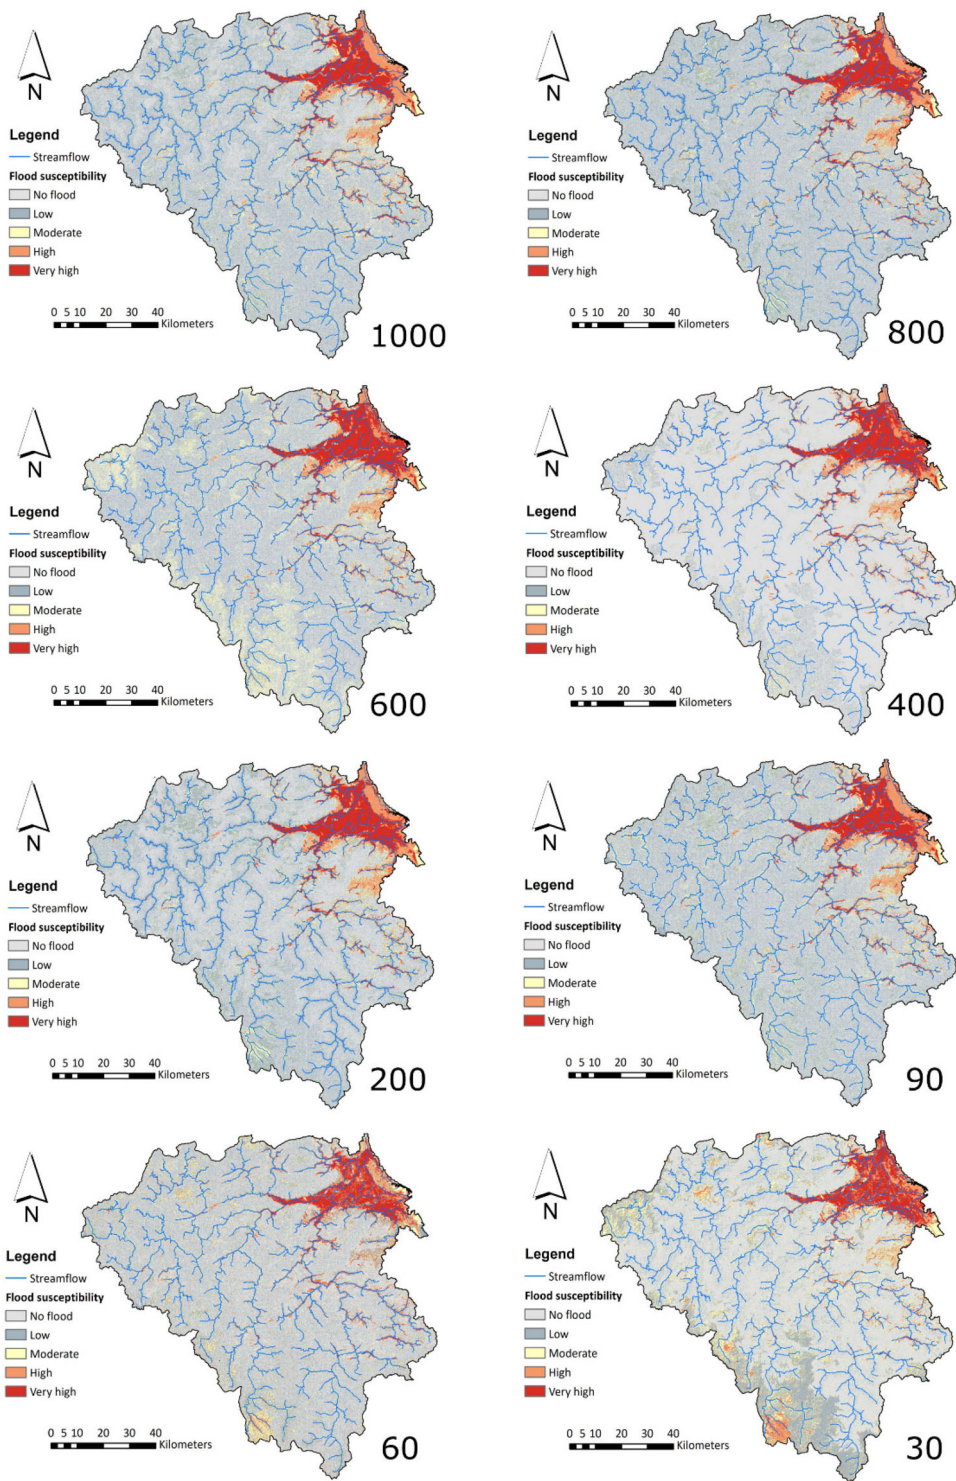 N
Legend
Streamflow
Flood susceptibility
No flood
Low
Moderate
High
Very high
0 5 10 20 30 40
Kilometers
1000
N
Legend
Streamflow
Flood susceptibility
No flood
Low
Moderate
High
Very high
0 5 10 20 30 40
Kilometers
800
N
Legend
Streamflow
Flood susceptibility
No flood
Low
Moderate
High
Very high
0 5 10 20 30 40
Kilometers
600
N
Legend
Streamflow
Flood susceptibility
No flood
Low
Moderate
High
Very high
0 5 10 20 30 40
Kilometers
400
N
Legend
Streamflow
Flood susceptibility
No flood
Low
Moderate
High
Very high
0 5 10 20 30 40
Kilometers
200
N
Legend
Streamflow
Flood susceptibility
No flood
Low
Moderate
High
Very high
0 5 10 20 30 40
Kilometers
90
N
Legend
Streamflow
Flood susceptibility
No flood
Low
Moderate
High
Very high
0 5 10 20 30 40
Kilometers
60
N
Legend
Streamflow
Flood susceptibility
No flood
Low
Moderate
High
Very high
0 5 10 20 30 40
Kilometers
30